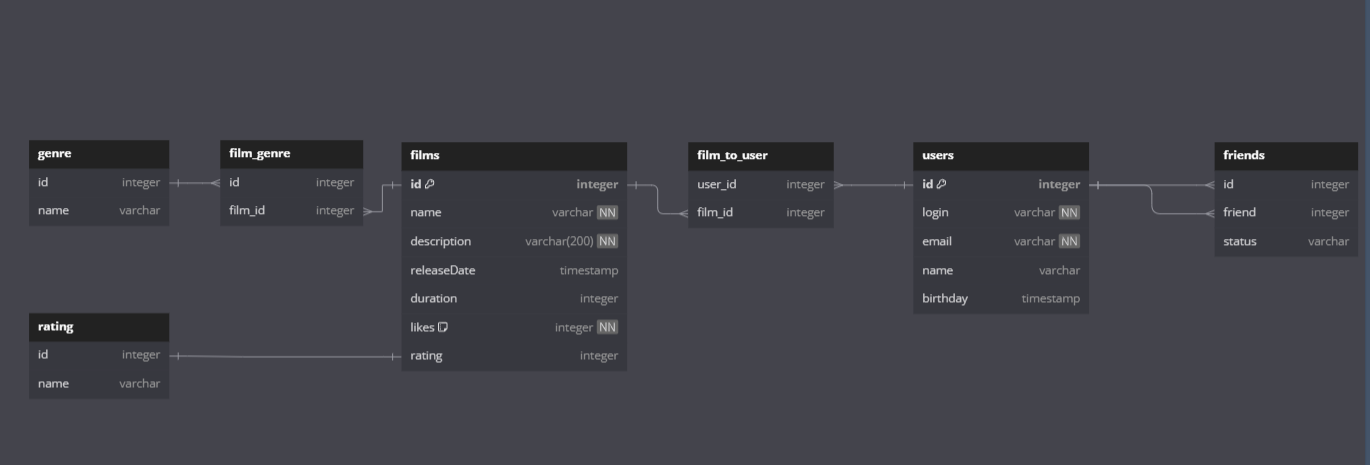 genre
id integer
name varchar
film_genre
id integer
film_id integer
films
id integer
name varchar NN
description varchar(200) NN
releaseDate timestamp
duration integer
likes integer NN
rating integer
film_to_user
user_id integer
film_id integer
users
id integer
login varchar NN
email varchar NN
name varchar
birthday timestamp
friends
id integer
friend integer
status varchar
rating
id integer
name varchar